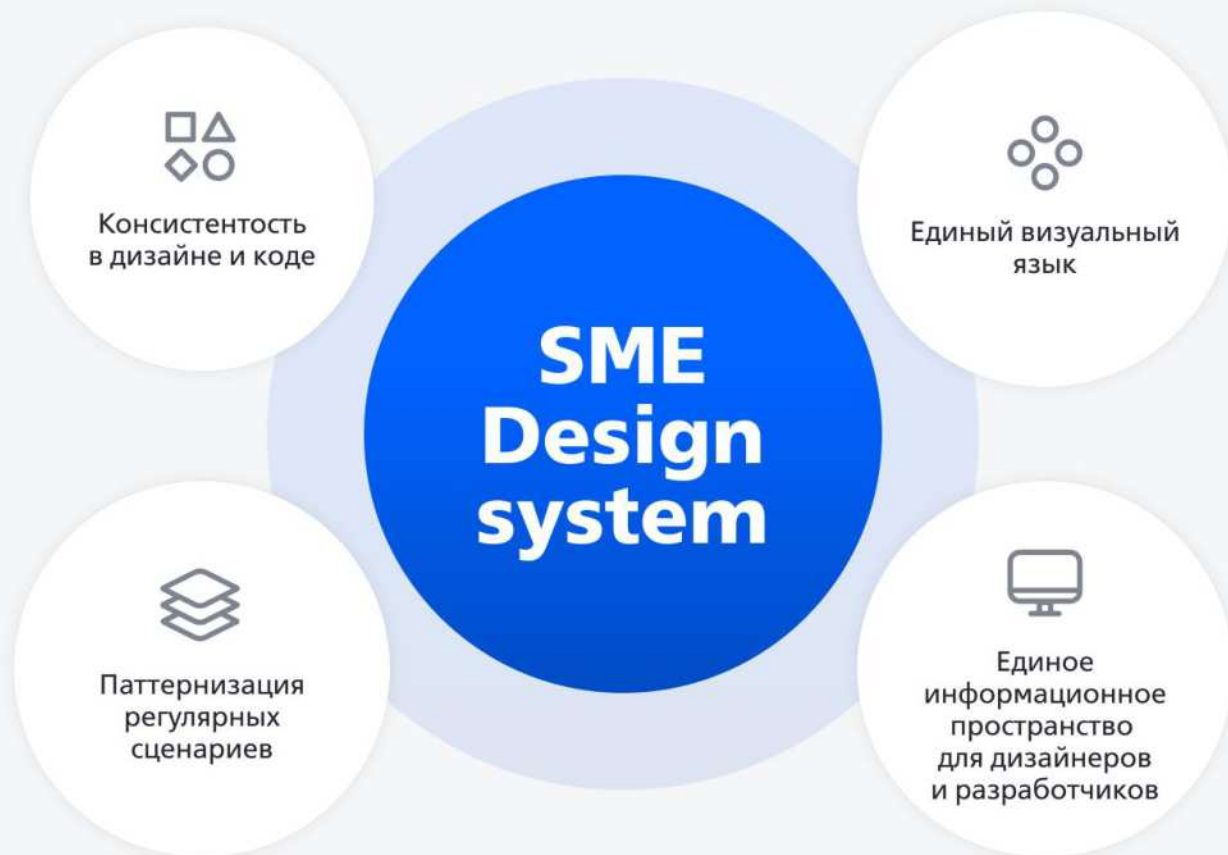 Консистентость
в дизайне и коде
Единый визуальный
язык
SME
Design
system
Паттернизация
регулярных
сценариев
Единое
информационное
пространство
для дизайнеров
и разработчиков